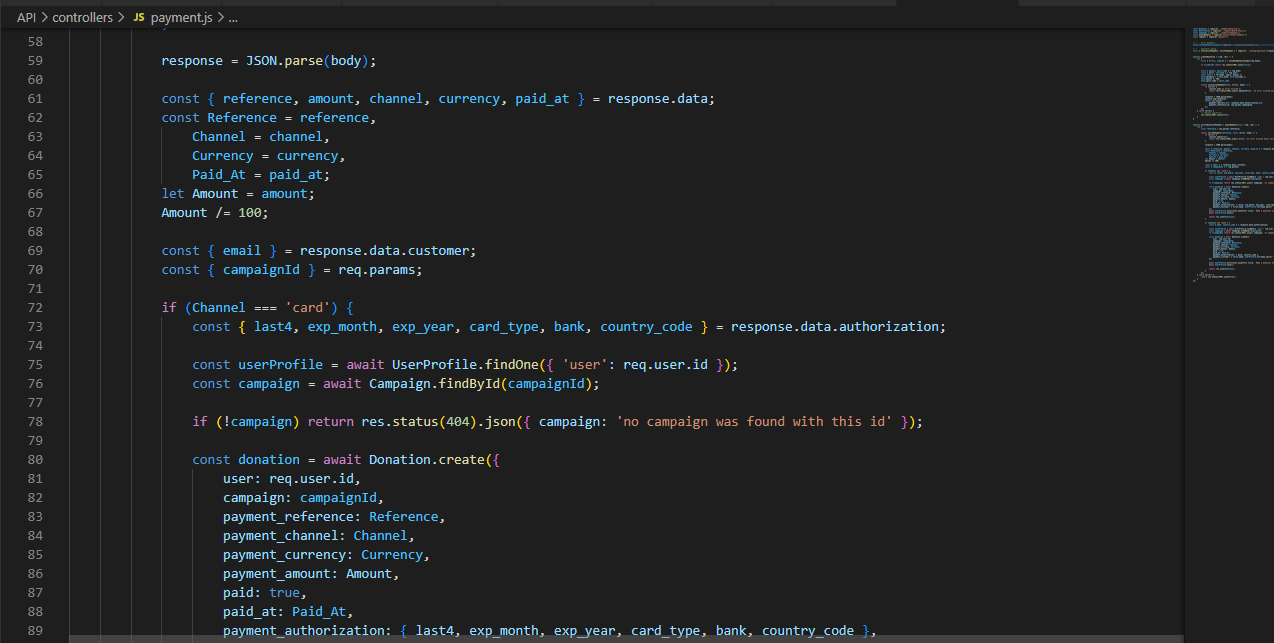 API > controllers > JS payment.js > ...
58
59 response = JSON.parse(body);
60
61 const { reference, amount, channel, currency, paid_at } = response.data;
62 const Reference = reference,
63 Channel = channel,
64 Currency = currency,
65 Paid_At = paid_at;
66 let Amount = amount;
67 Amount /= 100;
68
69 const { email } = response.data.customer;
70 const { campaignId } = req.params;
71
72 if (Channel === 'card') {
73 const { last4, exp_month, exp_year, card_type, bank, country_code } = response.data.authorization;
74
75 const userProfile = await UserProfile.findOne({ 'user': req.user.id });
76 const campaign = await Campaign.findById(campaignId);
77
78 if (!campaign) return res.status(404).json({ campaign: 'no campaign was found with this id' });
79
80 const donation = await Donation.create({
81 user: req.user.id,
82 campaign: campaignId,
83 payment_reference: Reference,
84 payment_channel: Channel,
85 payment_currency: Currency,
86 payment_amount: Amount,
87 paid: true,
88 paid_at: Paid_At,
89 payment_authorization: { last4, exp_month, exp_year, card_type, bank, country_code },